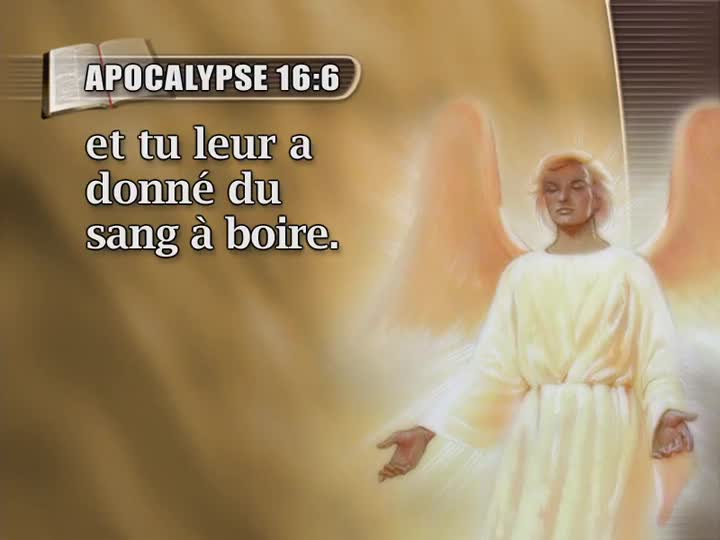 APOCALYPSE 16:6
et tu leur a
donné du
sang à boire.